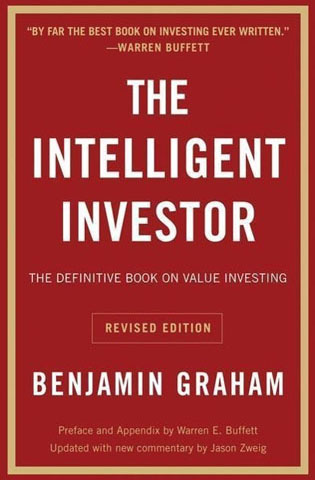 "BY FAR THE BEST BOOK ON INVESTING EVER WRITTEN."
—WARREN BUFFETT
THE
INTELLIGENT
INVESTOR
THE DEFINITIVE BOOK ON VALUE INVESTING
REVISED EDITION
BENJAMIN GRAHAM
Preface and Appendix by Warren E. Buffett
Updated with new commentary by Jason Zweig